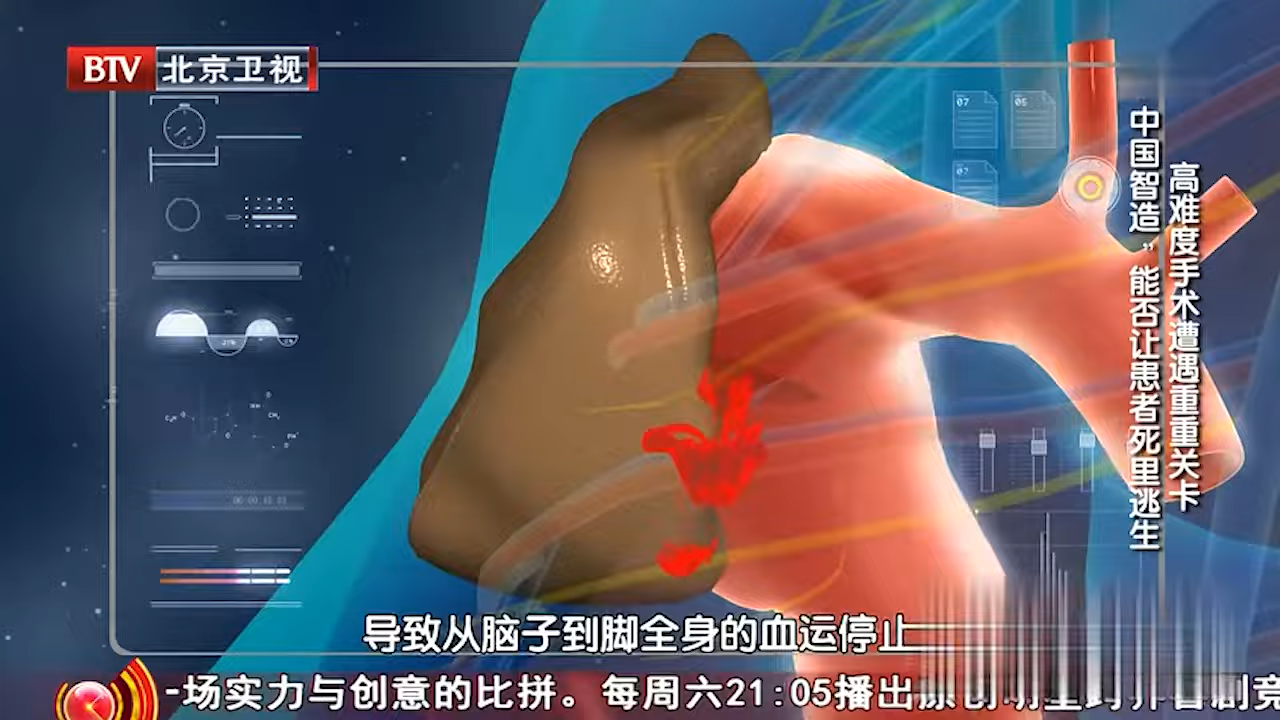 BTV 北京卫视
07
05
07
高难度手术遭遇重重关卡
中国智造”能否让患者死里逃生
导致从脑子到脚全身的血运停止
场实力与创意的比拼。每周六21:05播出